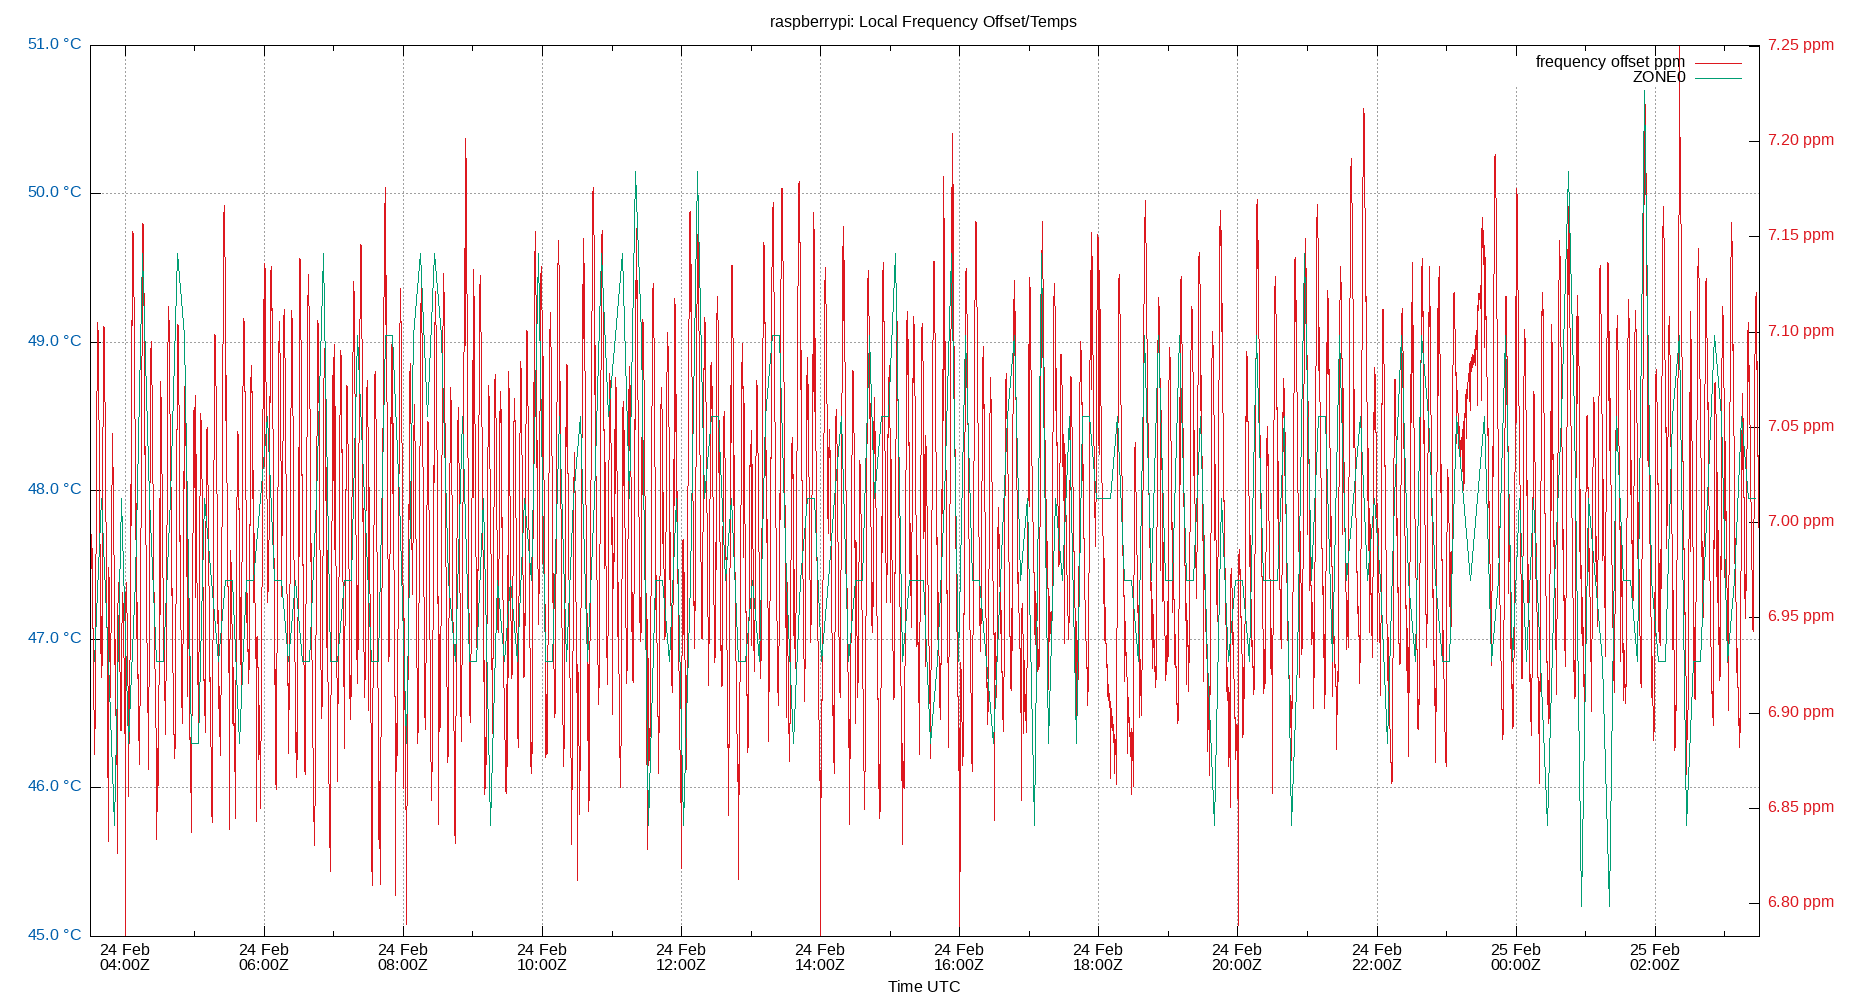 raspberrypi: Local Frequency Offset/Temps
51.0 °C
50.0 °C
49.0 °C
48.0 °C
47.0 °C
46.0 °C
45.0 °C
7.25 ppm
7.20 ppm
7.15 ppm
7.10 ppm
7.05 ppm
7.00 ppm
6.95 ppm
6.90 ppm
6.85 ppm
6.80 ppm
frequency offset ppm
ZONE0
24 Feb
04:00Z
24 Feb
06:00Z
24 Feb
08:00Z
24 Feb
10:00Z
24 Feb
12:00Z
24 Feb
14:00Z
24 Feb
16:00Z
24 Feb
18:00Z
24 Feb
20:00Z
24 Feb
22:00Z
25 Feb
00:00Z
25 Feb
02:00Z
Time UTC